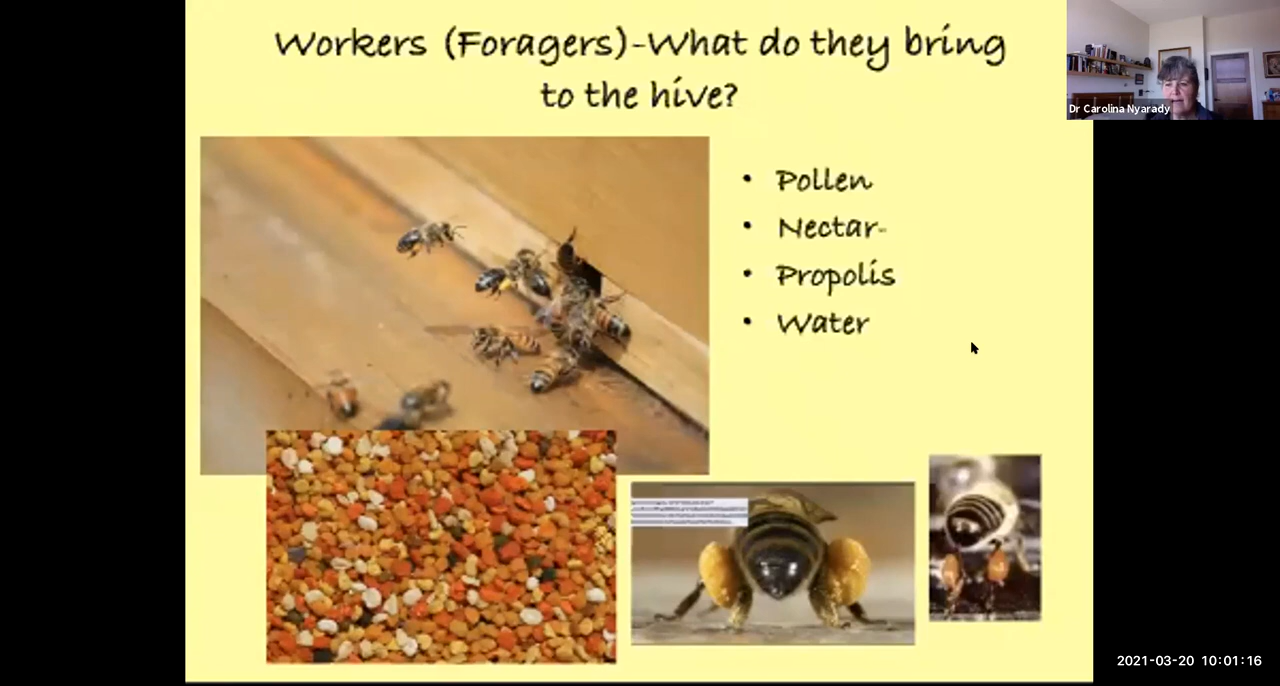 Workers (Foragers)-What do they bring
to the hive?
Dr Carolina Nyarady
• Pollen
• Nectar-
• Propolis
• Water
2021-03-20 10:01:16